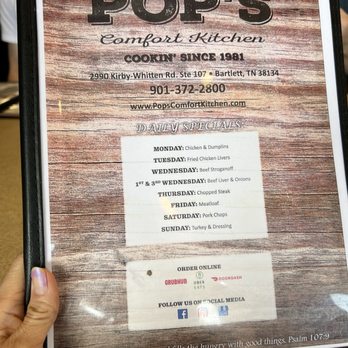 POP'S
Comfort Kitchen
COOKIN' SINCE 1981
2990 Kirby-Whitten Rd. Ste 107 • Bartlett, TN 38134
901-372-2800
www.PopsComfortKitchen.com
DAILY SPECIALS:
MONDAY: Chicken & Dumplins
TUESDAY: Fried Chicken Livers
WEDNESDAY: Beef Stroganoff
1ST & 3RD WEDNESDAY: Beef Liver & Onions
THURSDAY: Chopped Steak
FRIDAY: Meatloaf
SATURDAY: Pork Chops
SUNDAY: Turkey & Dressing
ORDER ONLINE
GRUBHUB UBER EATS DOORDASH
FOLLOW US ON SOCIAL MEDIA
the hungry with good things. Psalm 107:9